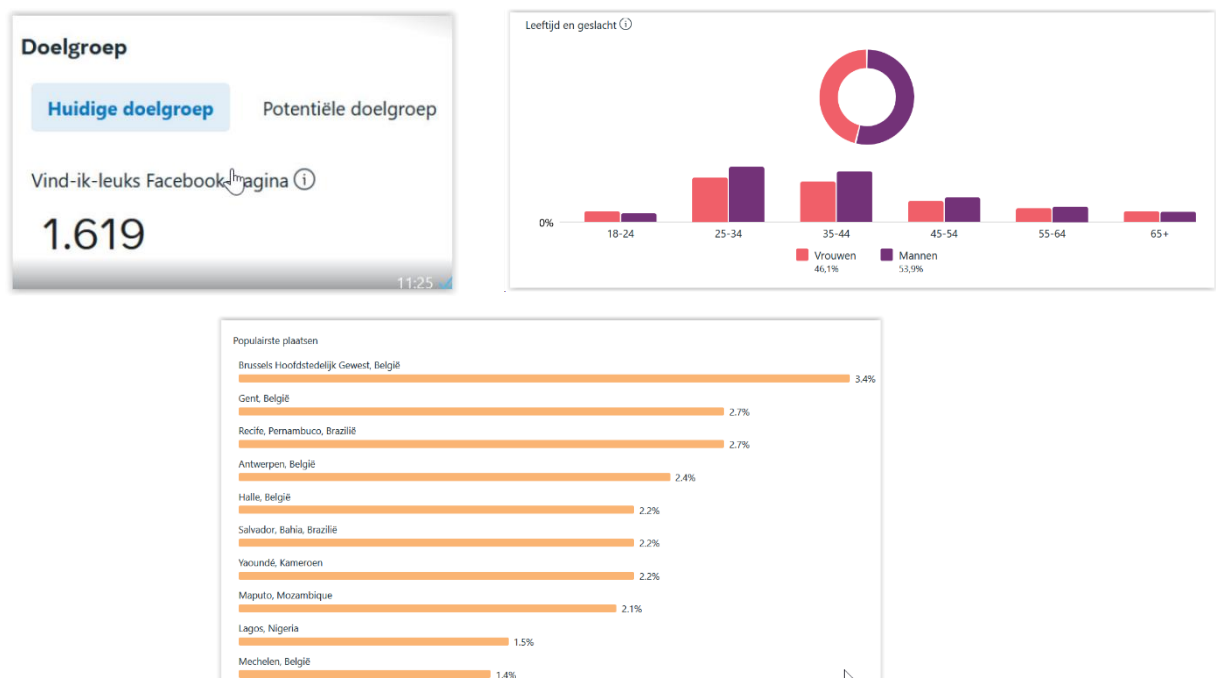 Doelgroep
Huidige doelgroep Potentiële doelgroep
Vind-ik-leuks Facebook-pagina
1.619
11:25
Leeftijd en geslacht
0%
18-24 25-34 35-44 45-54 55-64 65+
Vrouwen Mannen
46,1% 53,9%
Populairste plaatsen
Brussels Hoofdstedelijk Gewest, België
3.4%
Gent, België
2.7%
Recife, Pernambuco, Brazilië
2.7%
Antwerpen, België
2.4%
Halle, België
2.2%
Salvador, Bahia, Brazilië
2.2%
Yaoundé, Kameroen
2.2%
Maputo, Mozambique
2.1%
Lagos, Nigeria
1.5%
Mechelen, België
1.4%